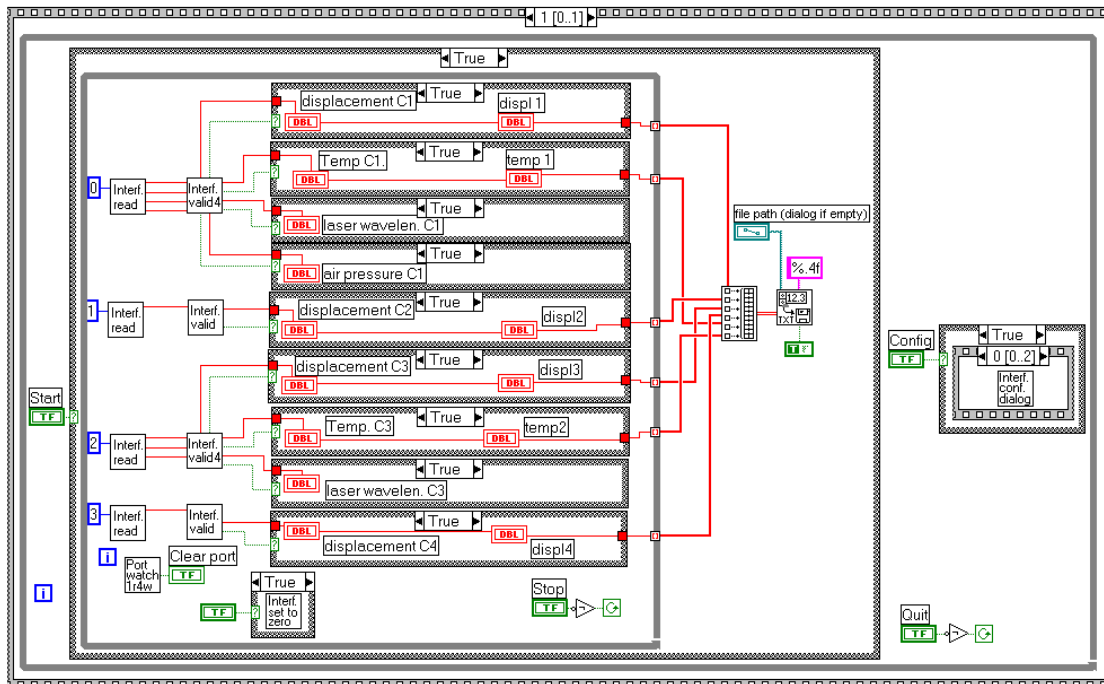 1 [0..1]
True
True
displacement C1
displ 1
DBL
DBL
True
Temp C1.
temp 1
DBL
DBL
0
Interf.
read
Interf.
valid4
True
DBL
laser wavelen. C1
True
DBL
air pressure C1
file path (dialog if empty)
%.4f
12.3
TXT
T F
1
Interf.
read
Interf.
valid
True
displacement C2
displ2
DBL
DBL
True
displacement C3
displ3
DBL
DBL
Start
TF
2
Interf.
read
Interf.
valid4
True
Temp. C3
temp2
DBL
DBL
True
DBL
laser wavelen. C3
3
Interf.
read
Interf.
valid
True
DBL
DBL
displacement C4
displ4
i
Port
watch
1r4w
Clear port
TF
i
TF
True
Interf.
set to
zero
Stop
TF
Config
TF
True
0 [0..2]
Interf.
conf.
dialog
Quit
TF